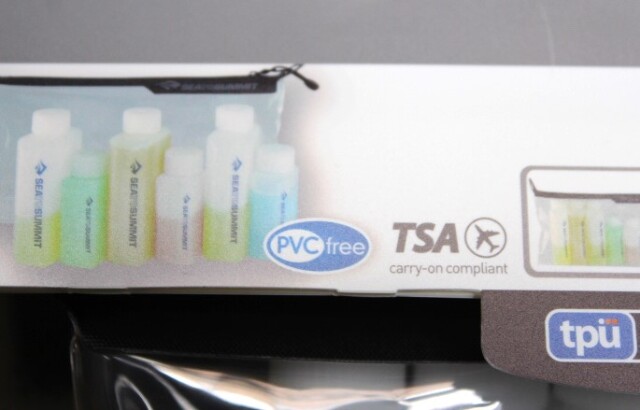 SEA TO SUMMIT
SEA TO SUMMIT
SEA TO SUMMIT
SEA TO SUMMIT
SEA TO SUMMIT
PVC free
TSA
carry-on compliant
tpü